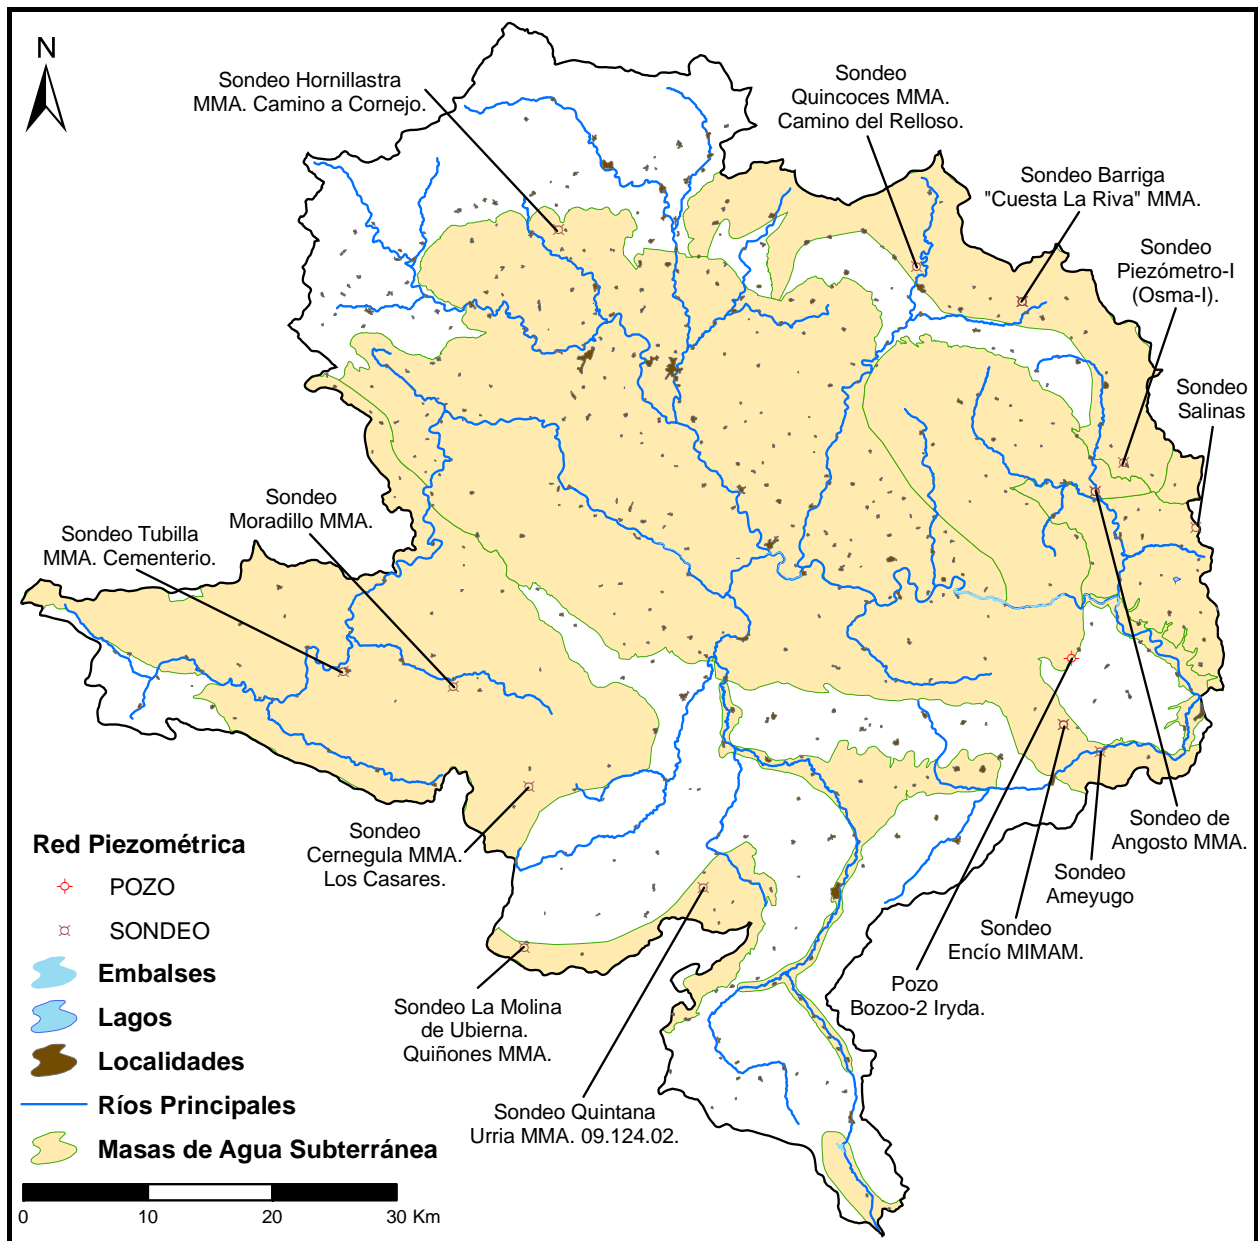 N
Sondeo Hornillastra
MMA. Camino a Cornejo.
Sondeo
Quincoces MMA.
Camino del Relloso.
Sondeo Barriga
"Cuesta La Riva" MMA.
Sondeo
Piezómetro-I
(Osma-I).
Sondeo
Salinas
Sondeo
Moradillo MMA.
Sondeo Tubilla
MMA. Cementerio.
Sondeo
Cernegula MMA.
Los Casares.
Sondeo de
Angosto MMA.
Sondeo
Ameyugo
Sondeo
Encío MIMAM.
Pozo
Bozoo-2 Iryda.
Sondeo La Molina
de Ubierna.
Quiñones MMA.
Sondeo Quintana
Urria MMA. 09.124.02.
Red Piezométrica
POZO
SONDEO
Embalses
Lagos
Localidades
Ríos Principales
Masas de Agua Subterránea
0 10 20 30 Km